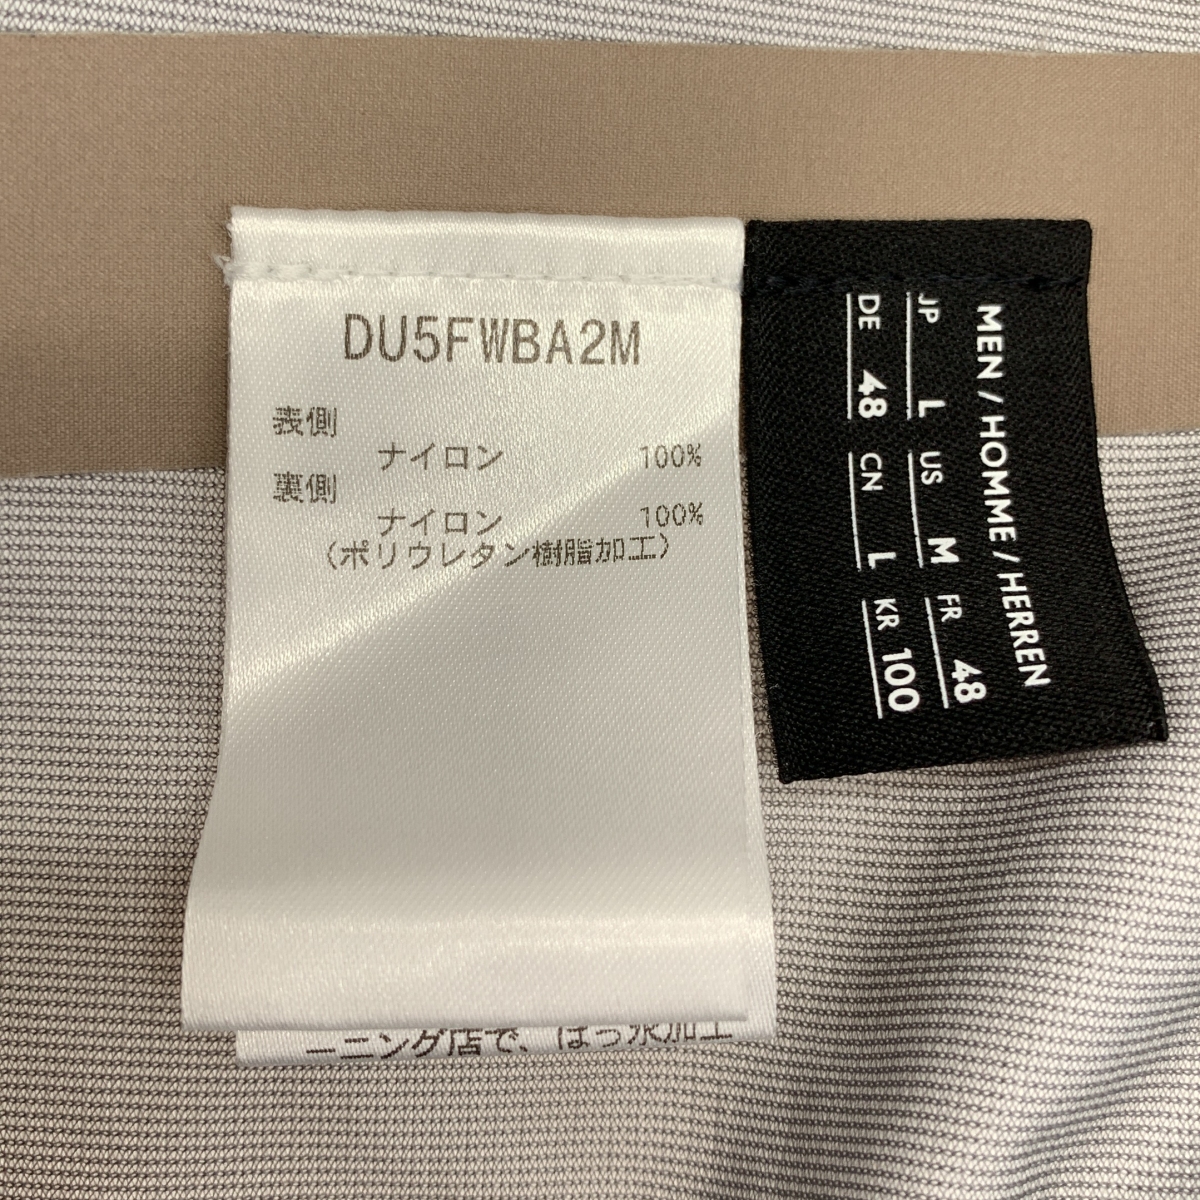 DU5FWBA2M
表側
ナイロン 100%
裏側
ナイロン 100%
(ポリウレタン樹脂加工)
ーニング店で、はっ水加工
MEN / HOMME / HERREN
JP L US M FR 48
DE 48 CN L KR 100